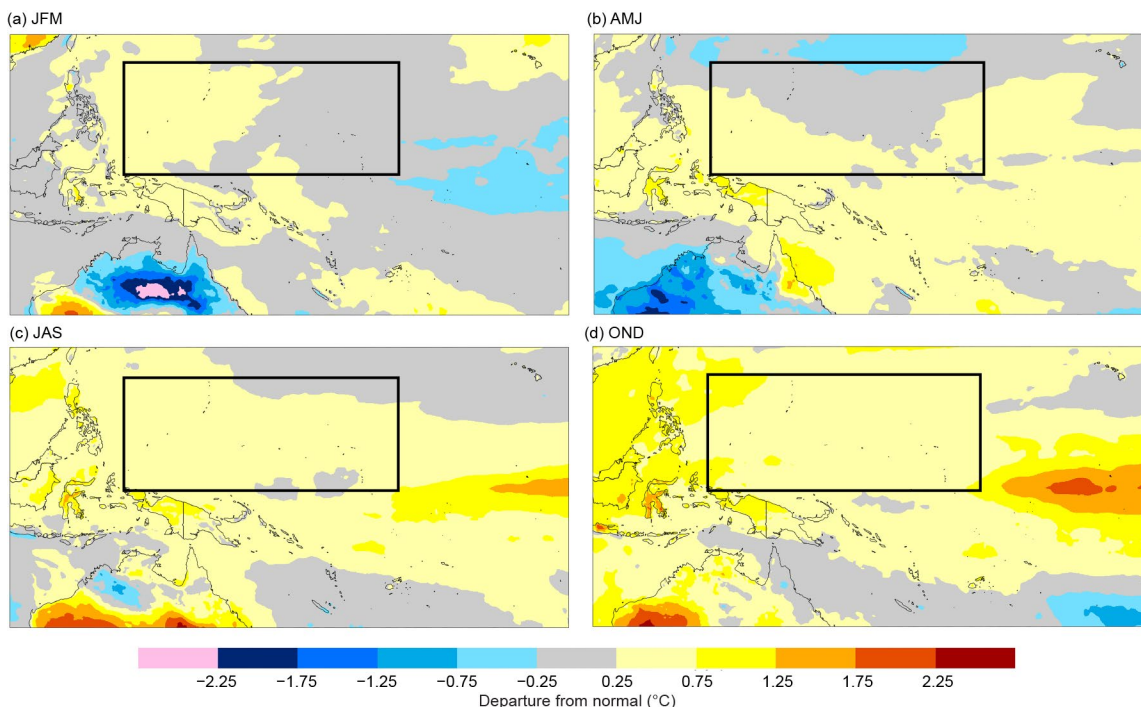 (a) JFM
(b) AMJ
(c) JAS
(d) OND
−2.25 −1.75 −1.25 −0.75 −0.25 0.25 0.75 1.25 1.75 2.25
Departure from normal (°C)